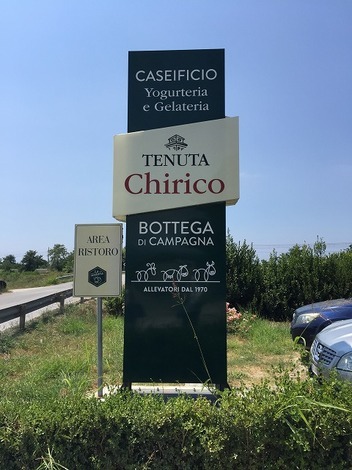 CASEIFICIO
Yogurteria
e Gelateria
TENUTA
Chirico
BOTTEGA
DI CAMPAGNA
ALLEVATORI DAL 1970
AREA
RISTORO